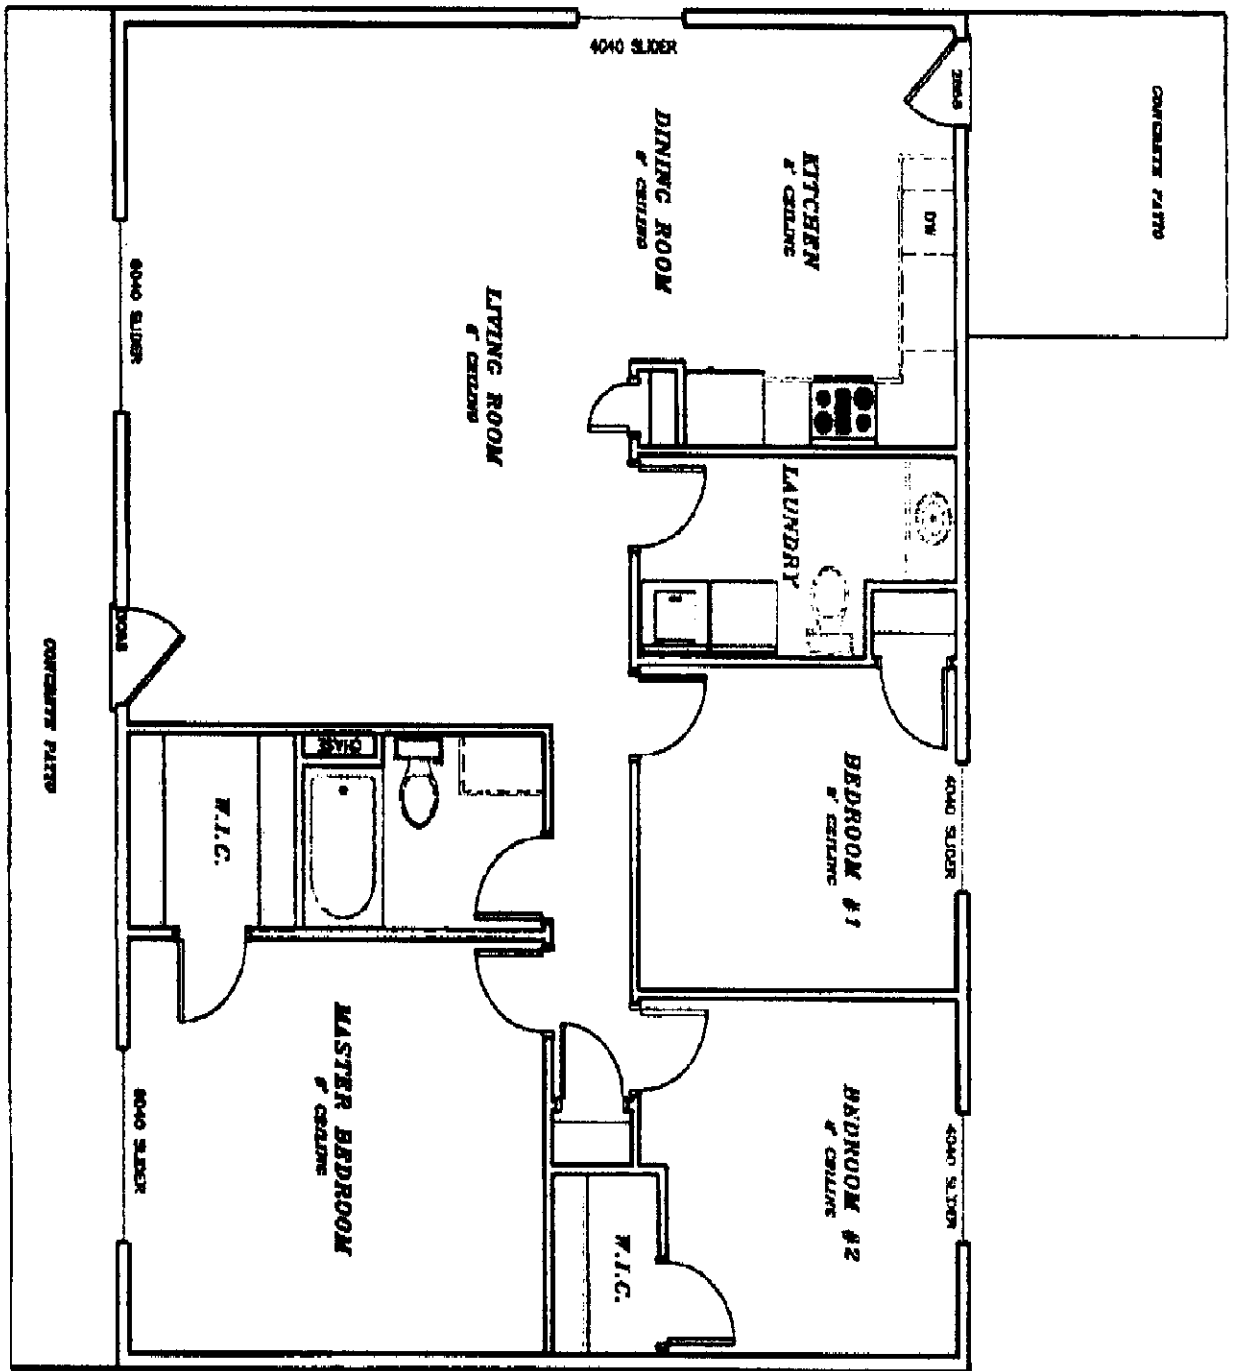 CONCRETE PATIO
4040 SLIDER
4040 SLIDER
DW
KITCHEN
8' CEILING
LAUNDRY
BEDROOM #1
8' CEILING
BEDROOM #2
8' CEILING
4040 SLIDER
DINING ROOM
8' CEILING
W.I.C.
LIVING ROOM
8' CEILING
CHASE
MASTER BEDROOM
8' CEILING
W.I.C.
6040 SLIDER
6040 SLIDER
CONCRETE PATIO